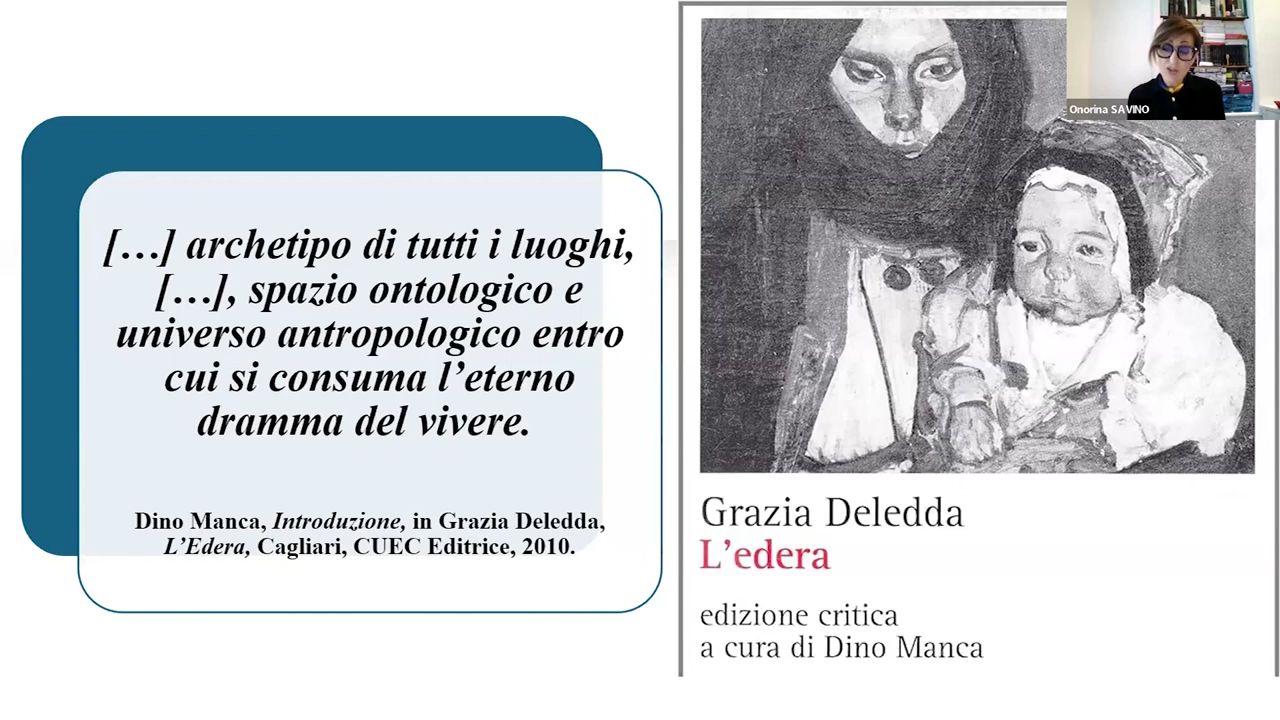 […] archetipo di tutti i luoghi,
[…], spazio ontologico e
universo antropologico entro
cui si consuma l’eterno
dramma del vivere.
Dino Manca, Introduzione, in Grazia Deledda,
L’Edera, Cagliari, CUEC Editrice, 2010.
Onorina SAVINO
Grazia Deledda
L’edera
edizione critica
a cura di Dino Manca